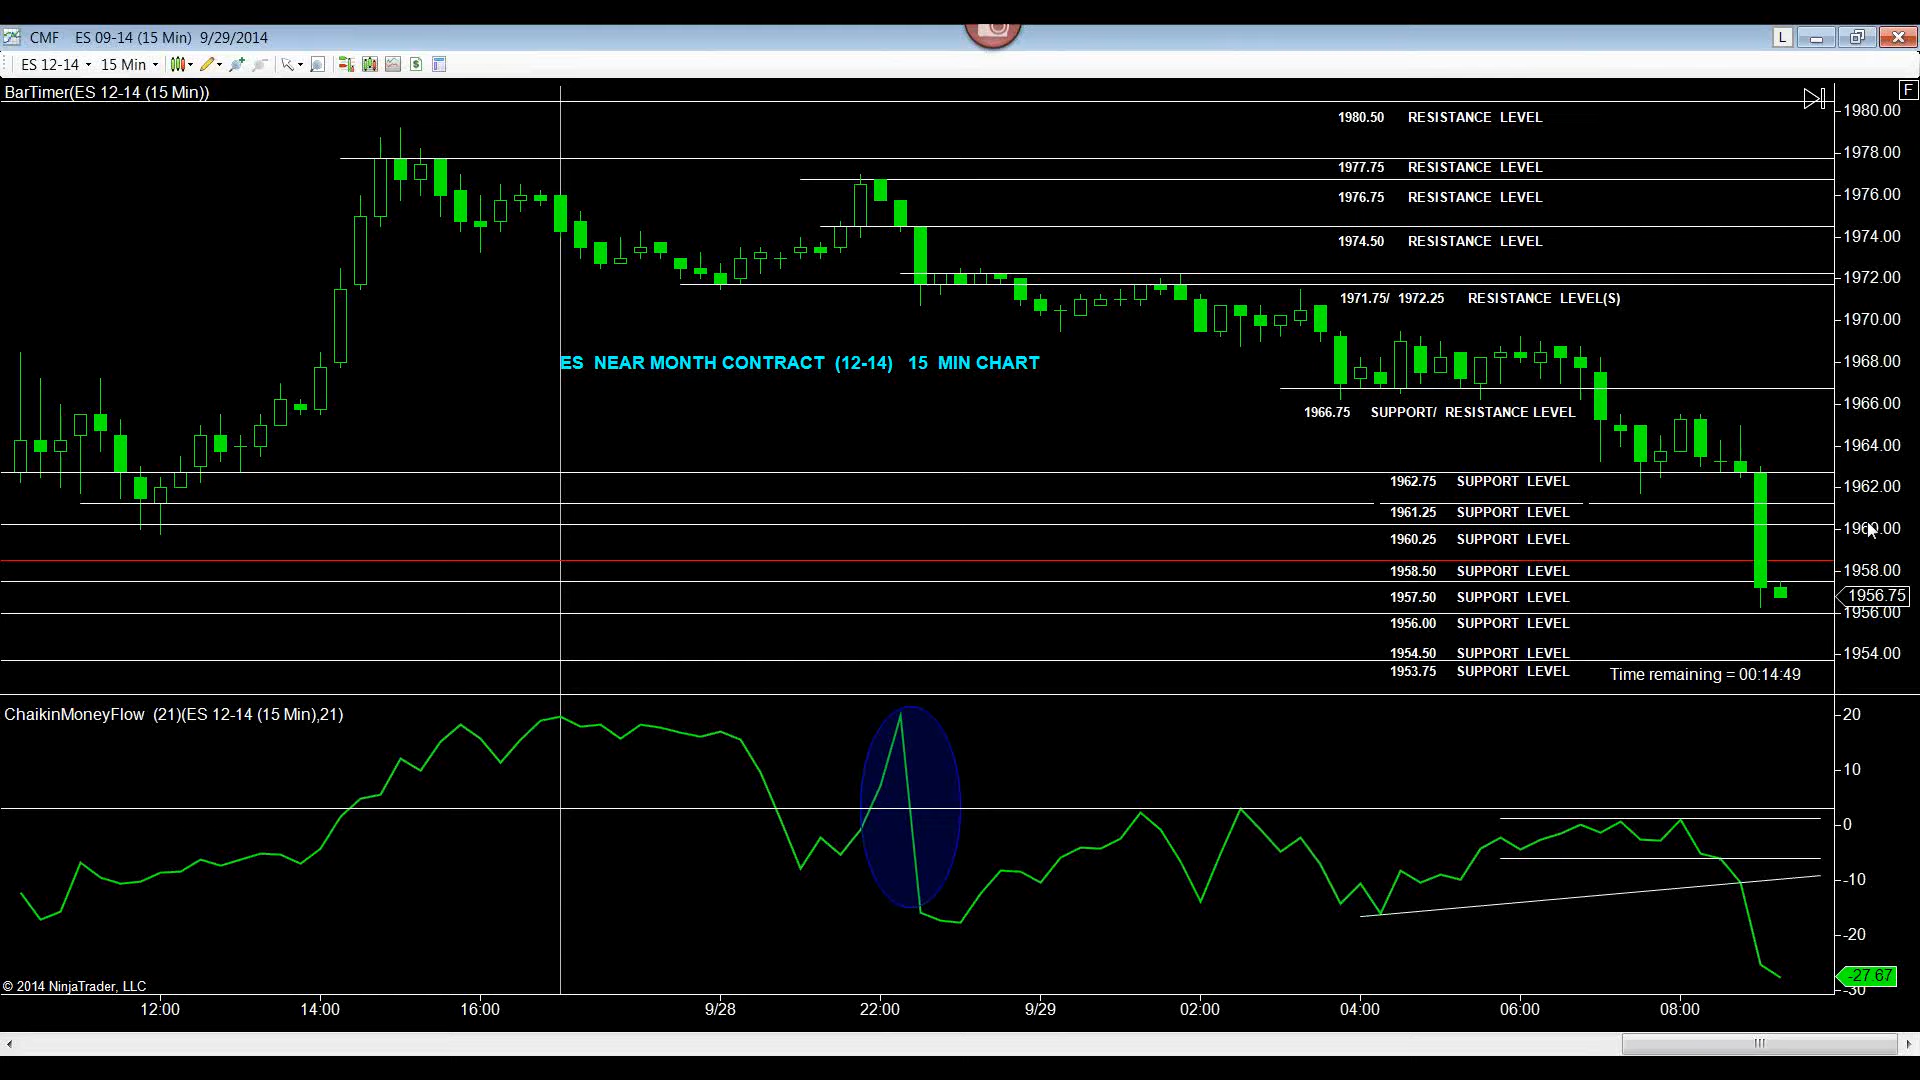 CMF ES 09-14 (15 Min) 9/29/2014
L
ES 12-14 15 Min
BarTimer(ES 12-14 (15 Min))
F
1980.00
1980.50 RESISTANCE LEVEL
1978.00
1977.75 RESISTANCE LEVEL
1976.00
1976.75 RESISTANCE LEVEL
1974.00
1974.50 RESISTANCE LEVEL
1972.00
1971.75/ 1972.25 RESISTANCE LEVEL(S)
1970.00
ES NEAR MONTH CONTRACT (12-14) 15 MIN CHART
1968.00
1966.00
1966.75 SUPPORT/ RESISTANCE LEVEL
1964.00
1962.75 SUPPORT LEVEL
1962.00
1961.25 SUPPORT LEVEL
1960.00
1960.25 SUPPORT LEVEL
1958.50 SUPPORT LEVEL
1958.00
1957.50 SUPPORT LEVEL
1956.75
1956.00
1956.00 SUPPORT LEVEL
1954.50 SUPPORT LEVEL
1954.00
1953.75 SUPPORT LEVEL
Time remaining = 00:14:49
ChaikinMoneyFlow (21)(ES 12-14 (15 Min),21)
20
10
0
-10
-20
-27.67
-30
© 2014 NinjaTrader, LLC
12:00 14:00 16:00 9/28 22:00 9/29 02:00 04:00 06:00 08:00